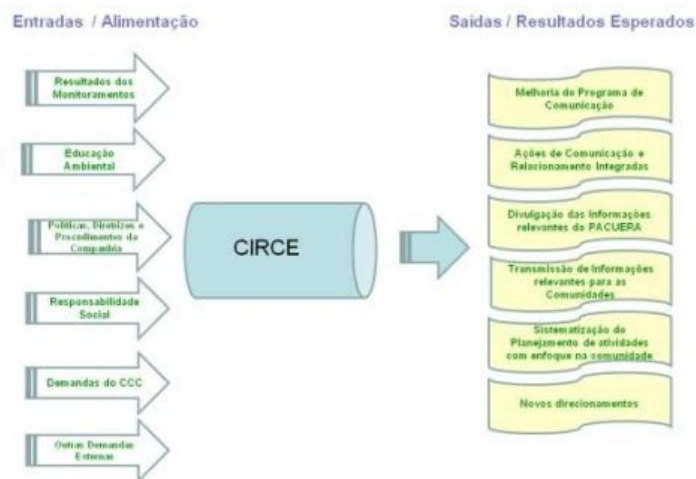 Entradas / Alimentação
Saídas / Resultados Esperados
Resultados dos
Monitoramentos
Educação
Ambiental
Políticas, Diretrizes e
Procedimentos da
Companhia
Responsabilidade
Social
Demandas do CCC
Outras Demandas
Externas
CIRCE
Melhoria do Programa de
Comunicação
Ações de Comunicação e
Relacionamento Integradas
Divulgação das Informações
relevantes do PACUERA
Transmissão de Informações
relevantes para as
Comunidades
Sistematização do
Planejamento de atividades
com enfoque na comunidade
Novos direcionamentos